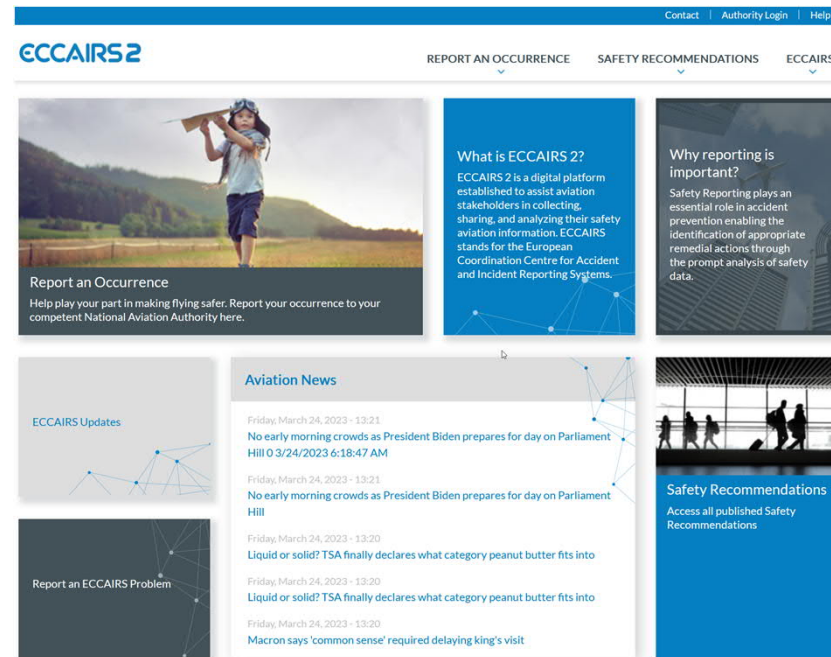 Contact | Authority Login | Help
ECCAIRS 2
REPORT AN OCCURRENCE
SAFETY RECOMMENDATIONS
ECCAIRS
Report an Occurrence
Help play your part in making flying safer. Report your occurrence to your
competent National Aviation Authority here.
What is ECCAIRS 2?
ECCAIRS 2 is a digital platform
established to assist aviation
stakeholders in collecting,
sharing, and analyzing their safety
aviation information. ECCAIRS
stands for the European
Coordination Centre for Accident
and Incident Reporting Systems.
Why reporting is
important?
Safety Reporting plays an
essential role in accident
prevention enabling the
identification of appropriate
remedial actions through
the prompt analysis of safety
data.
ECCAIRS Updates
Report an ECCAIRS Problem
Aviation News
Friday, March 24, 2023 - 13:21
No early morning crowds as President Biden prepares for day on Parliament
Hill 0 3/24/2023 6:18:47 AM
Friday, March 24, 2023 - 13:21
No early morning crowds as President Biden prepares for day on Parliament
Hill
Friday, March 24, 2023 - 13:20
Liquid or solid? TSA finally declares what category peanut butter fits into
Friday, March 24, 2023 - 13:20
Liquid or solid? TSA finally declares what category peanut butter fits into
Friday, March 24, 2023 - 13:20
Macron says 'common sense' required delaying king's visit
Safety Recommendations
Access all published Safety
Recommendations